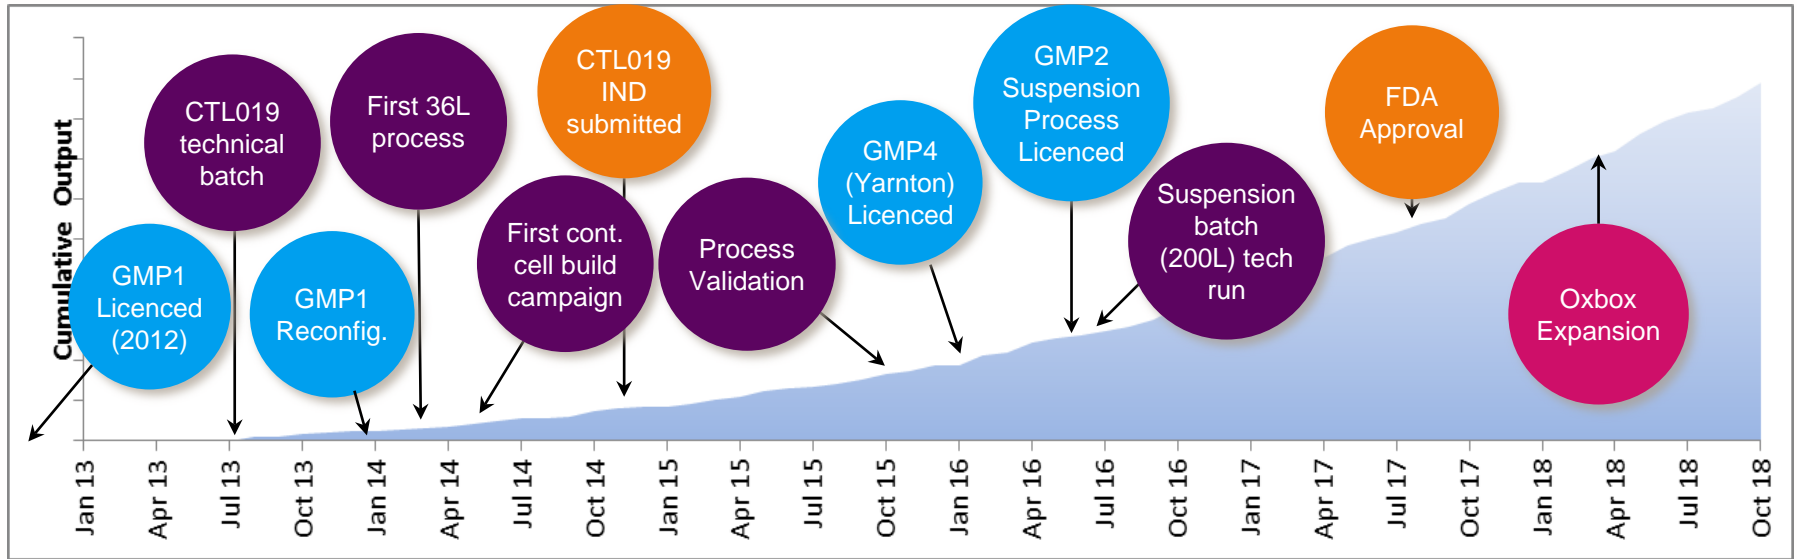 Cumulative Output
GMP1
Licenced
(2012)
CTL019
technical
batch
GMP1
Reconfig.
First 36L
process
First cont.
cell build
campaign
CTL019
IND
submitted
Process
Validation
GMP4
(Yarnton)
Licenced
GMP2
Suspension
Process
Licenced
Suspension
batch
(200L) tech
run
FDA
Approval
Oxbox
Expansion
Jan 13
Apr 13
Jul 13
Oct 13
Jan 14
Apr 14
Jul 14
Oct 14
Jan 15
Apr 15
Jul 15
Oct 15
Jan 16
Apr 16
Jul 16
Oct 16
Jan 17
Apr 17
Jul 17
Oct 17
Jan 18
Apr 18
Jul 18
Oct 18